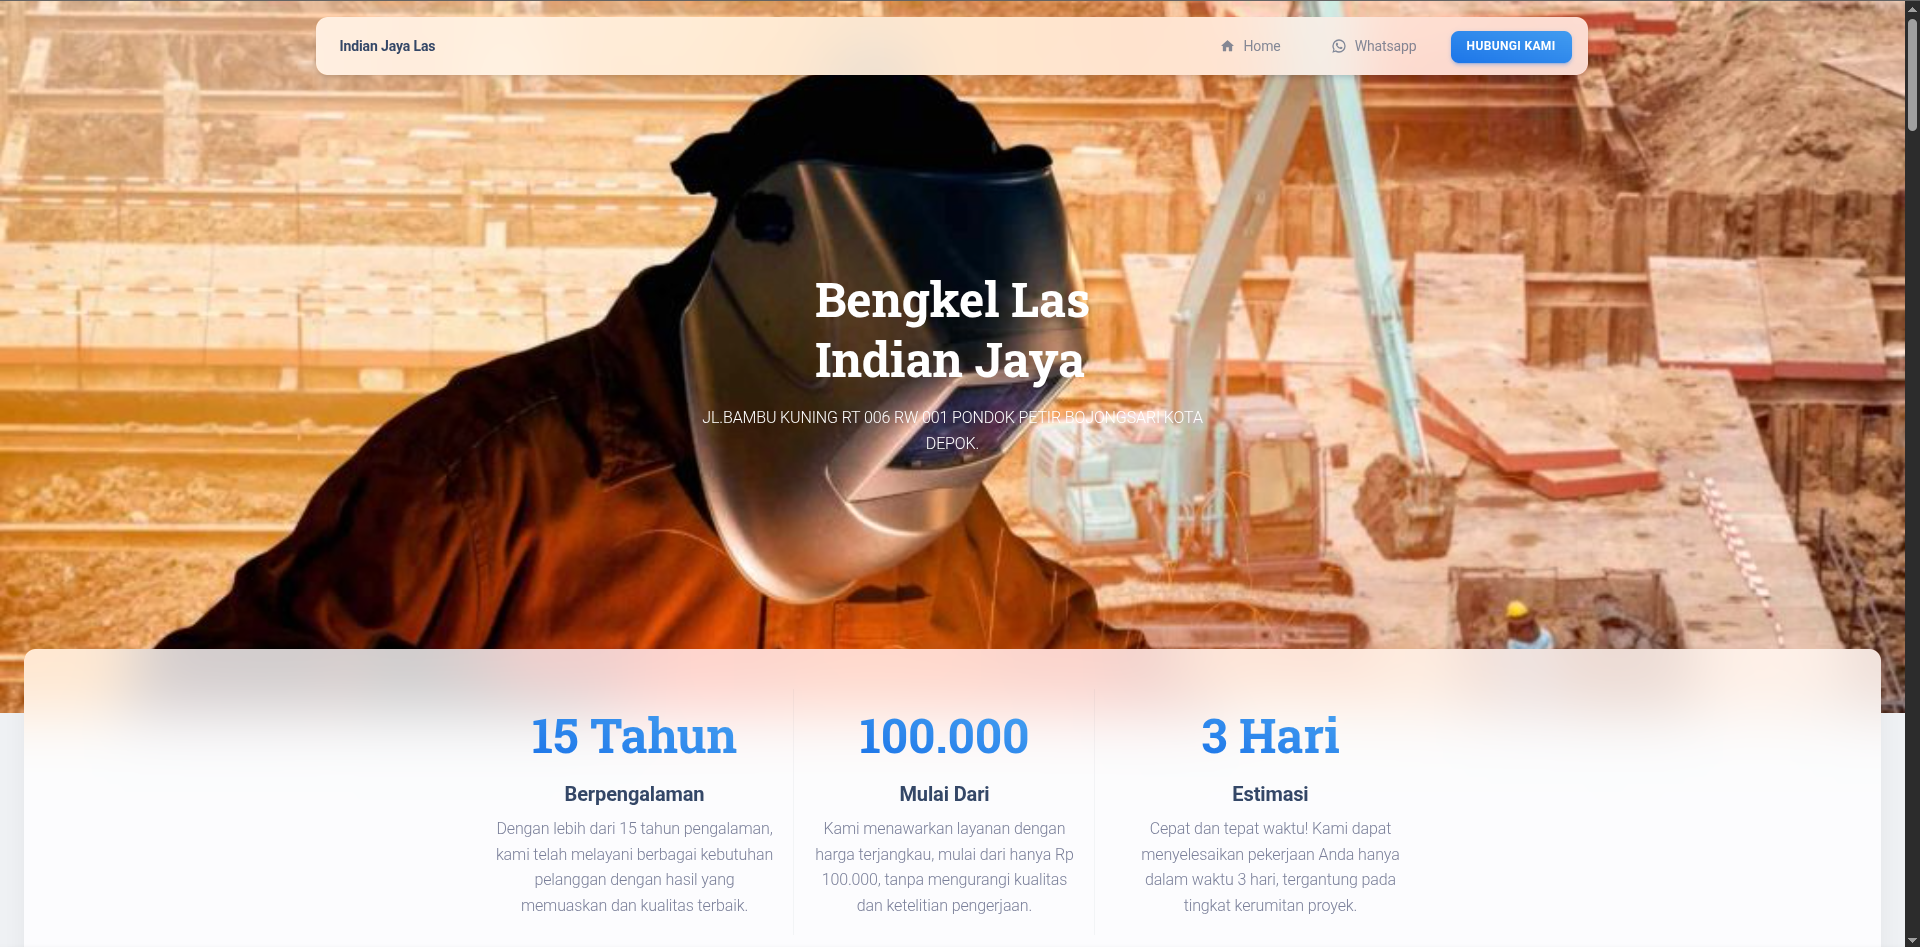 Indian Jaya Las
Home
Whatsapp
HUBUNGI KAMI
Bengkel Las
Indian Jaya
JL.BAMBU KUNING RT 006 RW 001 PONDOK PETIR BOJONGSARI KOTA
DEPOK.
15 Tahun
Berpengalaman
Dengan lebih dari 15 tahun pengalaman,
kami telah melayani berbagai kebutuhan
pelanggan dengan hasil yang
memuaskan dan kualitas terbaik.
100.000
Mulai Dari
Kami menawarkan layanan dengan
harga terjangkau, mulai dari hanya Rp
100.000, tanpa mengurangi kualitas
dan ketelitian pengerjaan.
3 Hari
Estimasi
Cepat dan tepat waktu! Kami dapat
menyelesaikan pekerjaan Anda hanya
dalam waktu 3 hari, tergantung pada
tingkat kerumitan proyek.